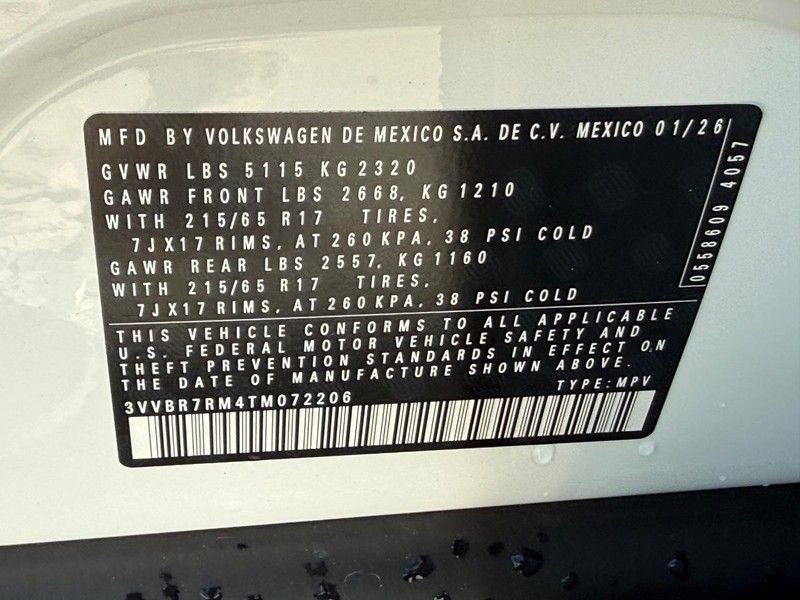 MFD BY VOLKSWAGEN DE MEXICO S.A. DE C.V. MEXICO 01/26
GVWR LBS 5115 KG 2320
GAWR FRONT LBS 2668, KG 1210
WITH 215/65 R17 TIRES,
7JX17 RIMS, AT 260 KPA, 38 PSI COLD
GAWR REAR LBS 2557, KG 1160
WITH 215/65 R17 TIRES,
7JX17 RIMS, AT 260 KPA, 38 PSI COLD
0558609 4057
THIS VEHICLE CONFORMS TO ALL APPLICABLE
U.S. FEDERAL MOTOR VEHICLE SAFETY AND
THEFT PREVENTION STANDARDS IN EFFECT ON
THE DATE OF MANUFACTURE SHOWN ABOVE.
3VVBR7RM4TM072206 TYPE: MPV